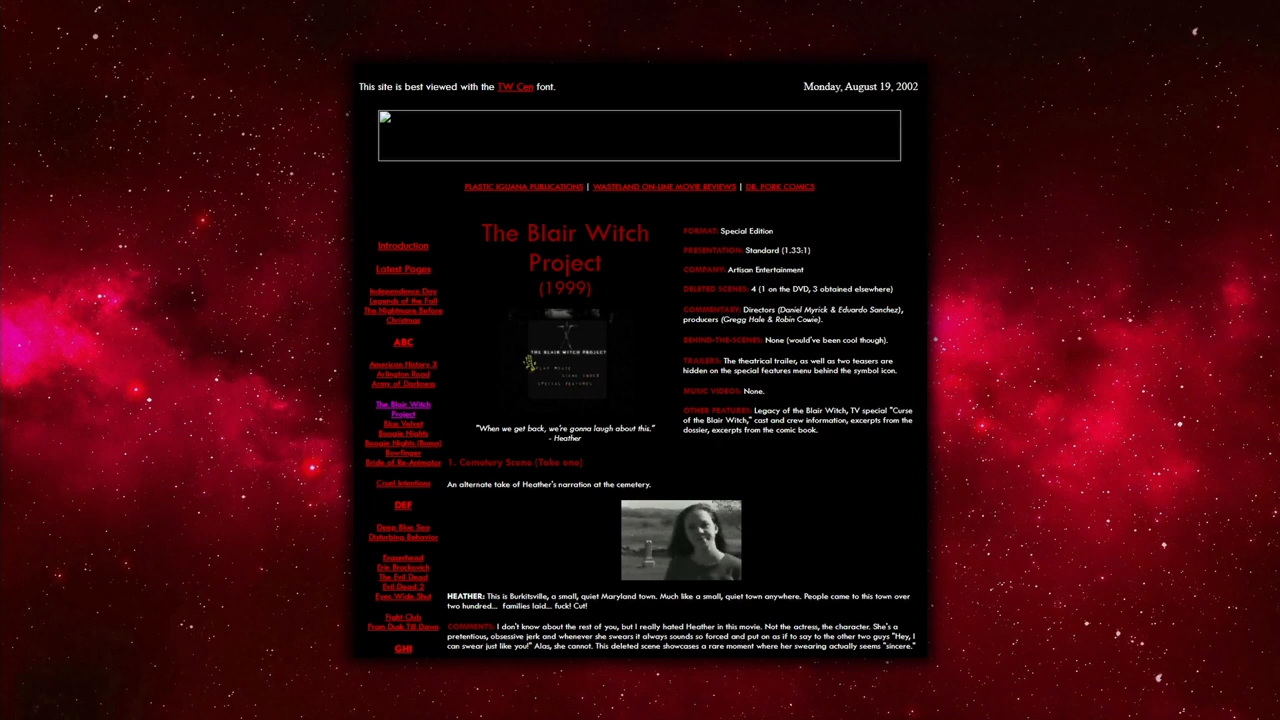 This site is best viewed with the TW Cen font.
Monday, August 19, 2002
PLASTIC IGUANA PUBLICATIONS | WASTELAND ON-LINE MOVIE REVIEWS | DR. PORK COMICS
Introduction
Latest Pages
Independence Day
Legends of the Fall
The Nightmare Before
Christmas
ABC
American History X
Arlington Road
Army of Darkness
The Blair Witch
Project
Blue Velvet
Boogie Nights
Boogie Nights (Bonus)
Bowfinger
Bride of Re-Animator
Cruel Intentions
DEF
Deep Blue Sea
Disturbing Behavior
Eraserhead
Erin Brockovich
The Evil Dead
Evil Dead 2
Eyes Wide Shut
Fight Club
From Dusk Till Dawn
GHI
The Blair Witch
Project
(1999)
THE BLAIR WITCH PROJECT
PLAY MOVIE
SCENE INDEX
SPECIAL FEATURES
"When we get back, we're gonna laugh about this."
- Heather
FORMAT: Special Edition
PRESENTATION: Standard (1.33:1)
COMPANY: Artisan Entertainment
DELETED SCENES: 4 (1 on the DVD, 3 obtained elsewhere)
COMMENTARY: Directors (Daniel Myrick & Eduardo Sanchez),
producers (Gregg Hale & Robin Cowie).
BEHIND-THE-SCENES: None (would've been cool though).
TRAILERS: The theatrical trailer, as well as two teasers are
hidden on the special features menu behind the symbol icon.
MUSIC VIDEOS: None.
OTHER FEATURES: Legacy of the Blair Witch, TV special "Curse
of the Blair Witch," cast and crew information, excerpts from the
dossier, excerpts from the comic book.
1. Cemetery Scene (Take one)
An alternate take of Heather's narration at the cemetery.
HEATHER: This is Burkitsville, a small, quiet Maryland town. Much like a small, quiet town anywhere. People came to this town over
two hundred... families laid... fuck! Cut!
COMMENTS: I don't know about the rest of you, but I really hated Heather in this movie. Not the actress, the character. She's a
pretentious, obsessive jerk and whenever she swears it always sounds so forced and put on as if to say to the other two guys "Hey, I
can swear just like you!" Alas, she cannot. This deleted scene showcases a rare moment where her swearing actually seems "sincere."